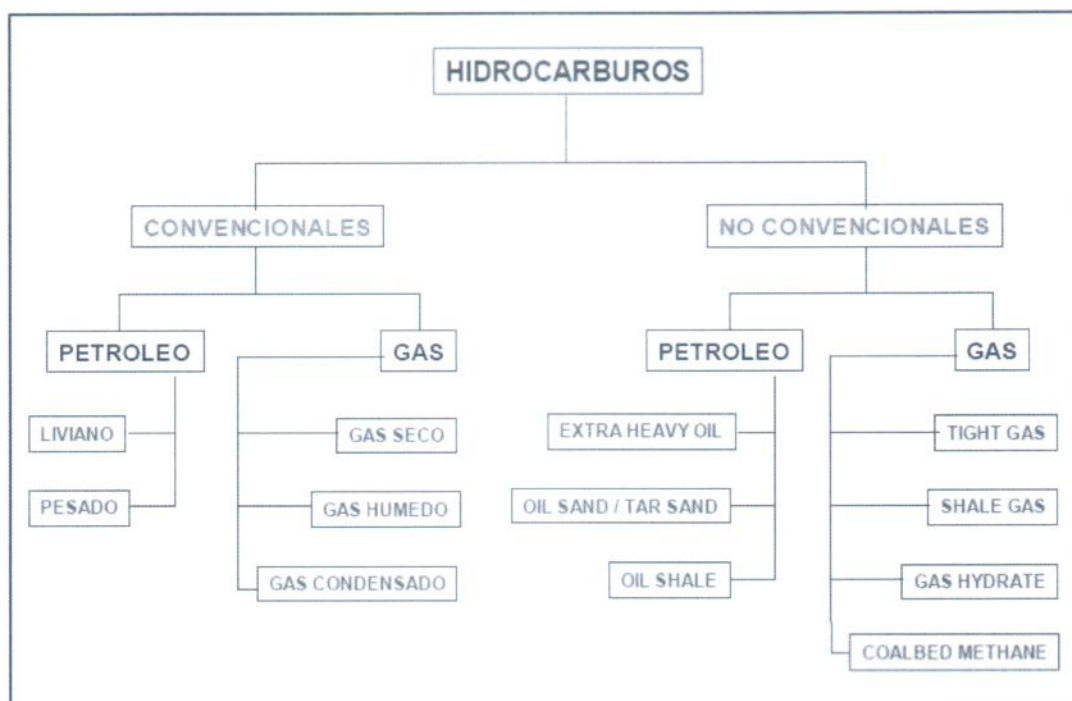 HIDROCARBUROS
CONVENCIONALES
NO CONVENCIONALES
PETROLEO
GAS
PETROLEO
GAS
LIVIANO
PESADO
GAS SECO
GAS HUMEDO
GAS CONDENSADO
EXTRA HEAVY OIL
OIL SAND / TAR SAND
OIL SHALE
TIGHT GAS
SHALE GAS
GAS HYDRATE
COALBED METHANE